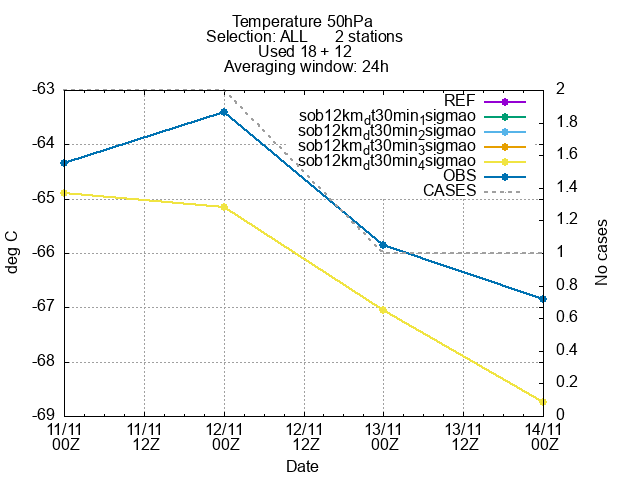 Temperature 50hPa
Selection: ALL 2 stations
Used 18 + 12
Averaging window: 24h
-63
-64
-65
-66
-67
-68
-69
deg C
2
1.8
1.6
1.4
1.2
1
0.8
0.6
0.4
0.2
0
No cases
REF
sob12km_dt30min_1sigmao
sob12km_dt30min_2sigmao
sob12km_dt30min_3sigmao
sob12km_dt30min_4sigmao
OBS
CASES
11/11 11/11 12/11 12/11 13/11 13/11 14/11
00Z 12Z 00Z 12Z 00Z 12Z 00Z
Date